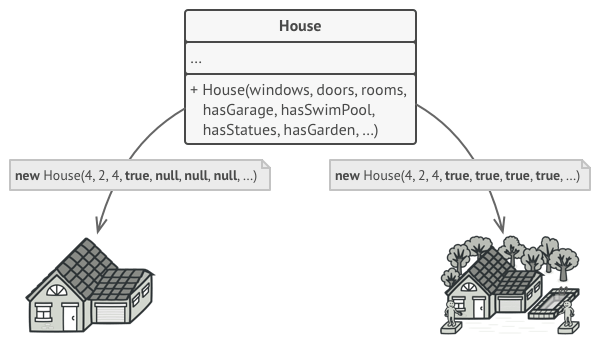 House
...
+ House(windows, doors, rooms,
hasGarage, hasSwimPool,
hasStatues, hasGarden, ...)
new House(4, 2, 4, true, null, null, null, ...)
new House(4, 2, 4, true, true, true, true, ...)